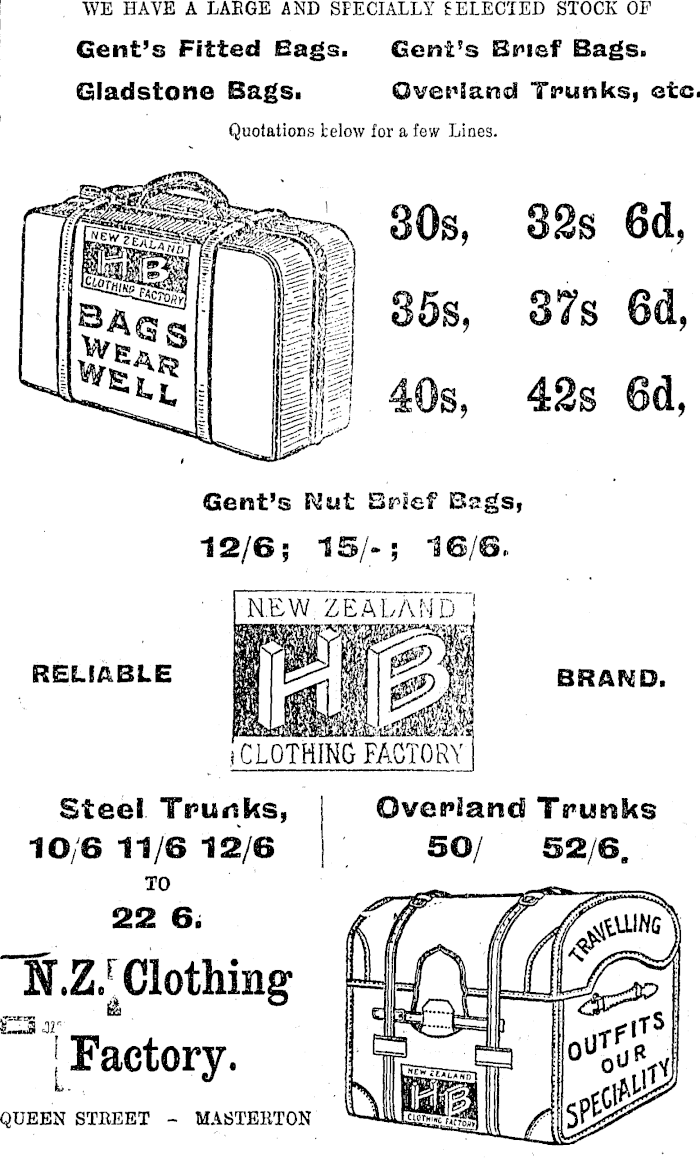 WE HAVE A LARGE AND SPECIALLY SELECTED STOCK OF
Gent's Fitted Bags. Gent's Brief Bags.
Gladstone Bags. Overland Trunks, etc.
Quotations below for a few Lines.
NEW ZEALAND
HB
CLOTHING FACTORY
BAGS
WEAR
WELL
30s, 32s 6d,
35s, 37s 6d,
40s, 42s 6d,
Gent's Nut Brief Bags,
12/6; 15/-; 16/6.
NEW ZEALAND
HB
CLOTHING FACTORY
RELIABLE BRAND.
Steel Trunks,
10/6 11/6 12/6
TO
22 6.
Overland Trunks
50/ 52/6.
TRAVELLING
OUTFITS
OUR
SPECIALITY
NEW ZEALAND
HB
CLOTHING FACTORY
N.Z. Clothing
Factory.
QUEEN STREET - MASTERTON